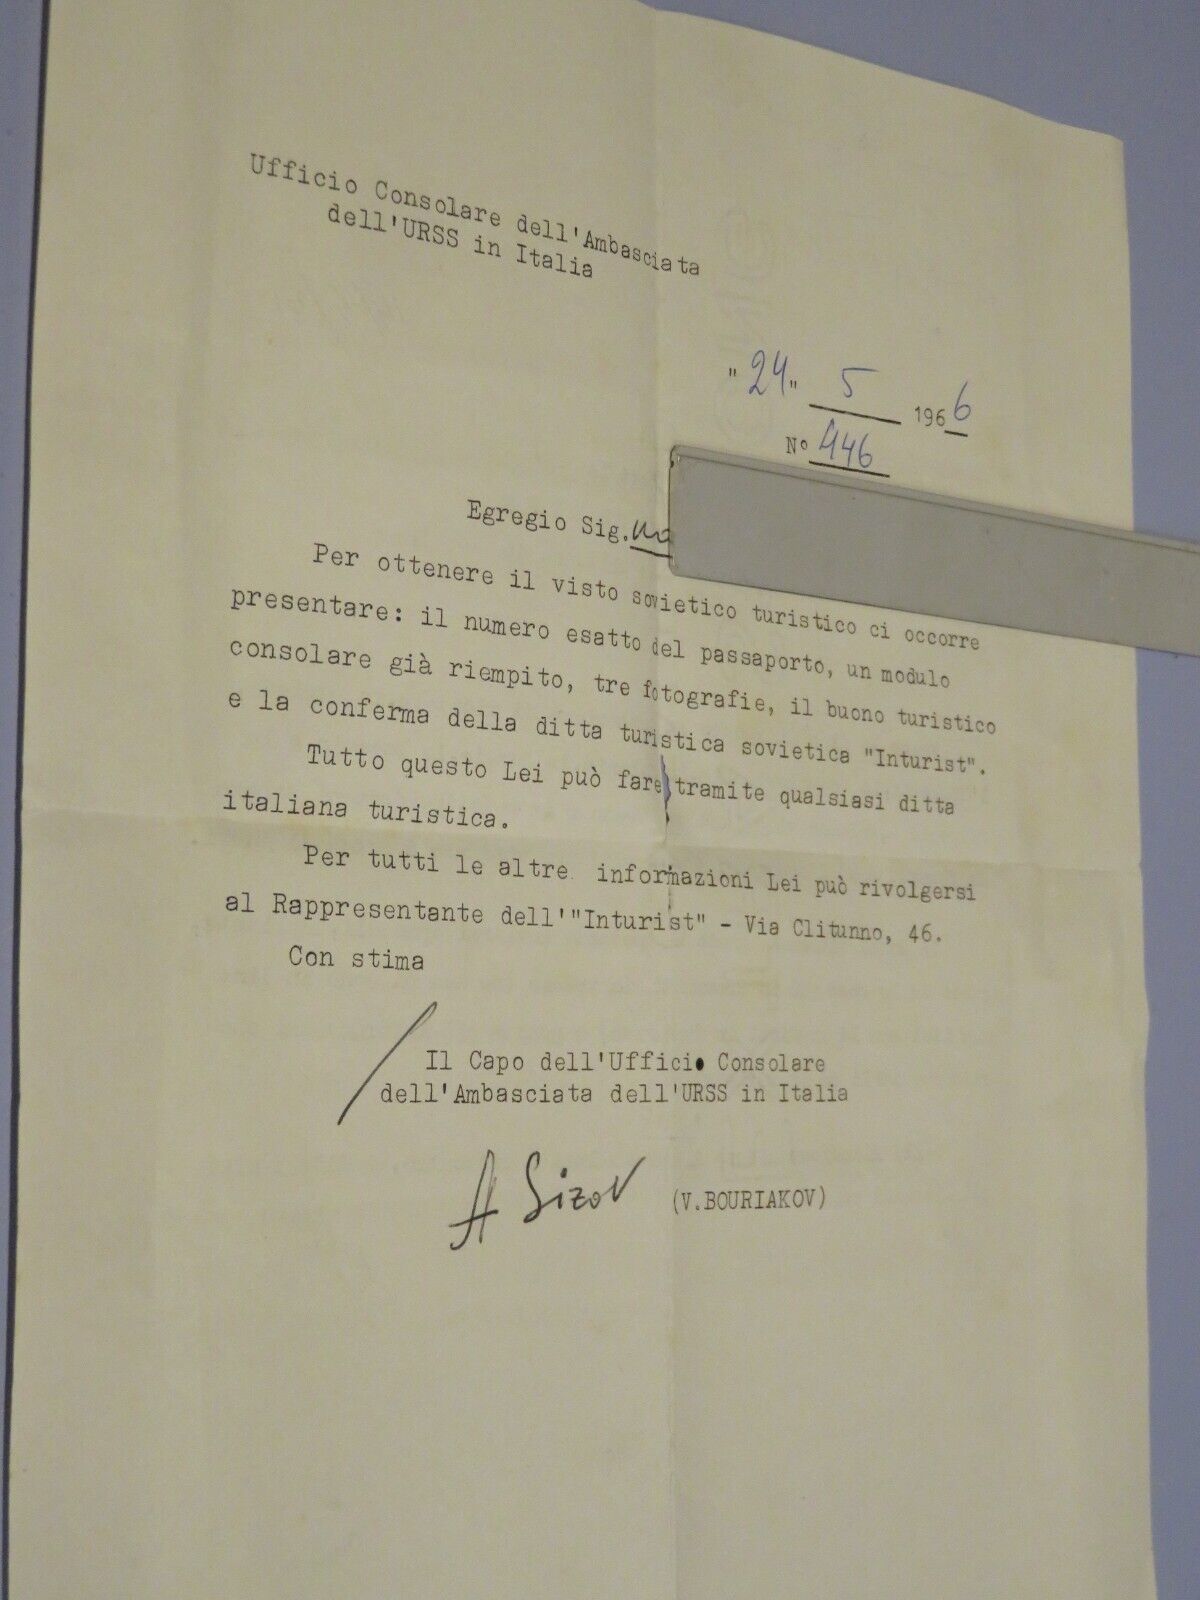 Ufficio Consolare dell'Ambasciata
dell'URSS in Italia
"24" 5 1966
N° 446
Egregio Sig.
Per ottenere il visto sovietico turistico ci occorre
presentare: il numero esatto del passaporto, un modulo
consolare già riempito, tre fotografie, il buono turistico
e la conferma della ditta turistica sovietica "Inturist".
Tutto questo Lei può fare tramite qualsiasi ditta
italiana turistica.
Per tutti le altre informazioni Lei può rivolgersi
al Rappresentante dell'"Inturist" - Via Clitunno, 46.
Con stima
Il Capo dell'Ufficio Consolare
dell'Ambasciata dell'URSS in Italia
A Sizov (V.BOURIAKOV)